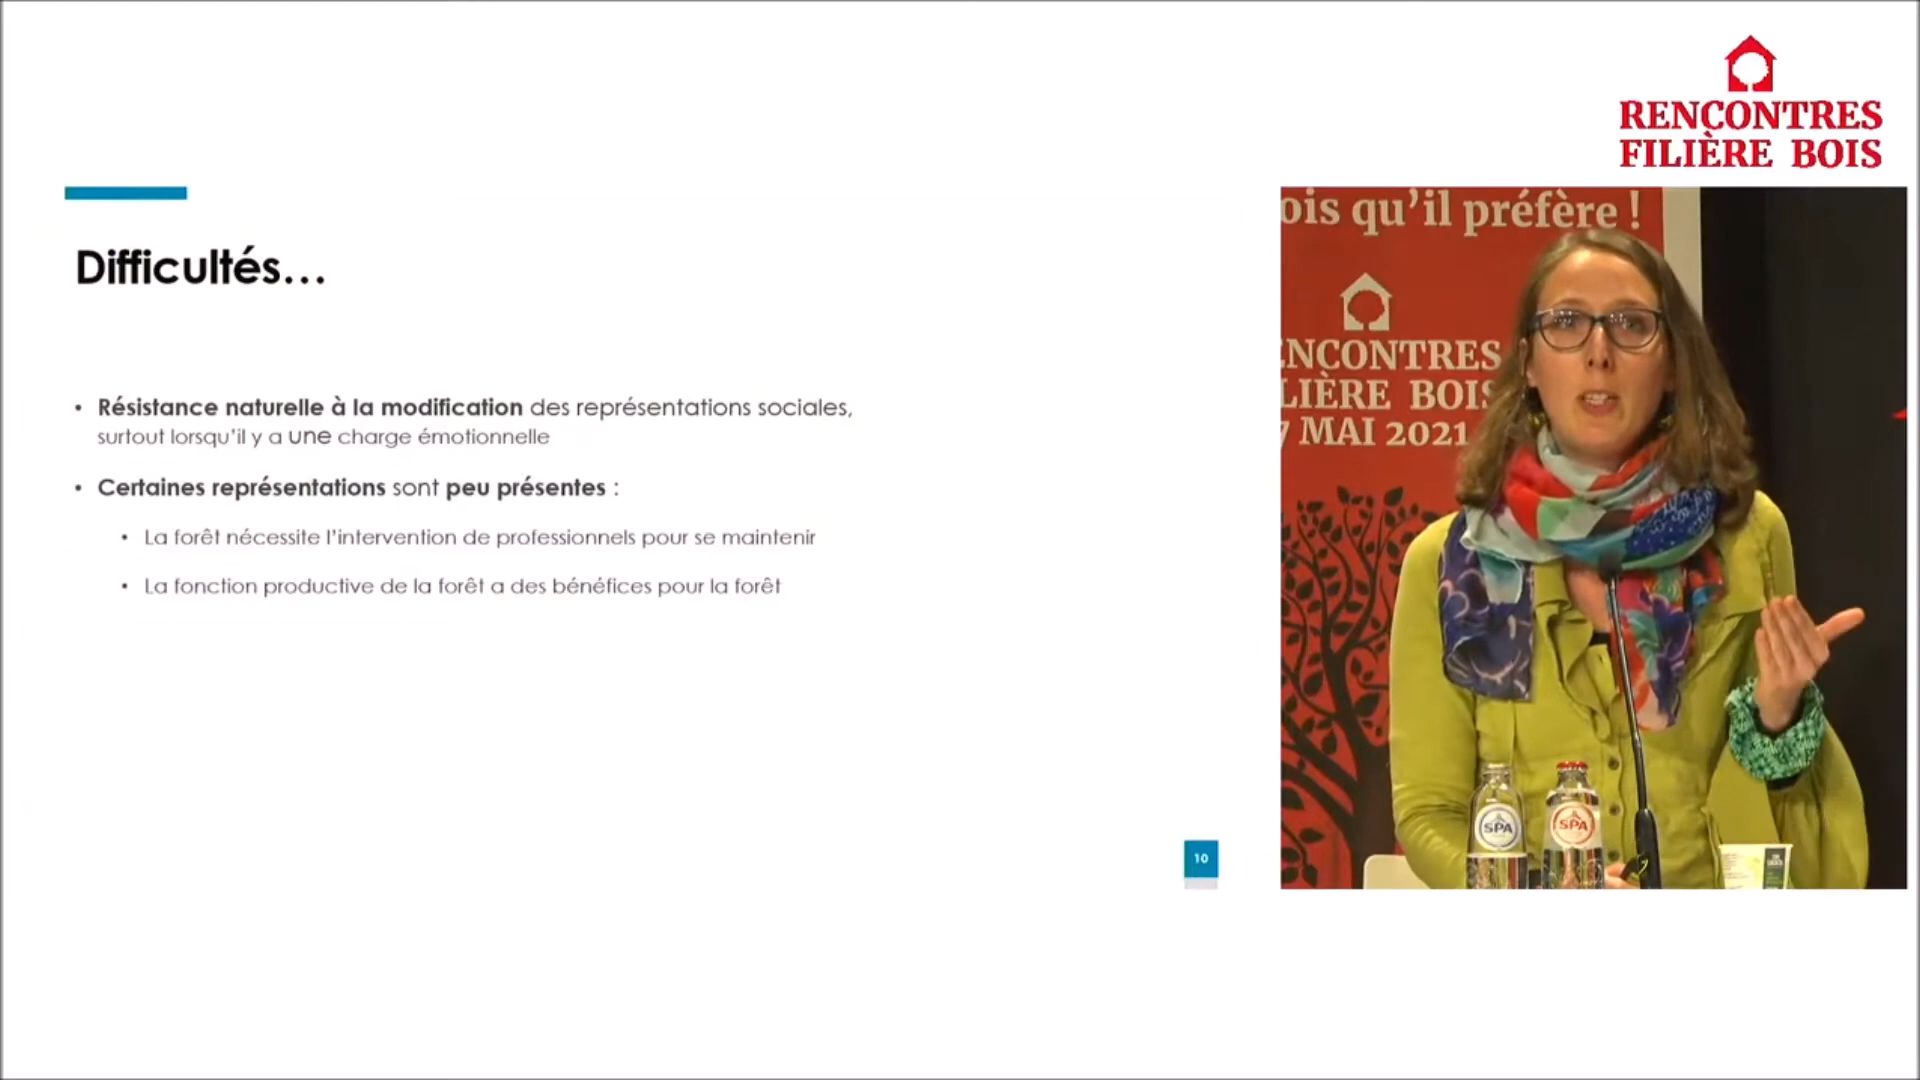 RENCONTRES
FILIÈRE BOIS
Difficultés…
• Résistance naturelle à la modification des représentations sociales,
surtout lorsqu'il y a une charge émotionnelle
• Certaines représentations sont peu présentes :
• La forêt nécessite l'intervention de professionnels pour se maintenir
• La fonction productive de la forêt a des bénéfices pour la forêt
10
ois qu'il préfère !
ENCONTRES
LIÈRE BOIS
7 MAI 2021
SPA
SPA